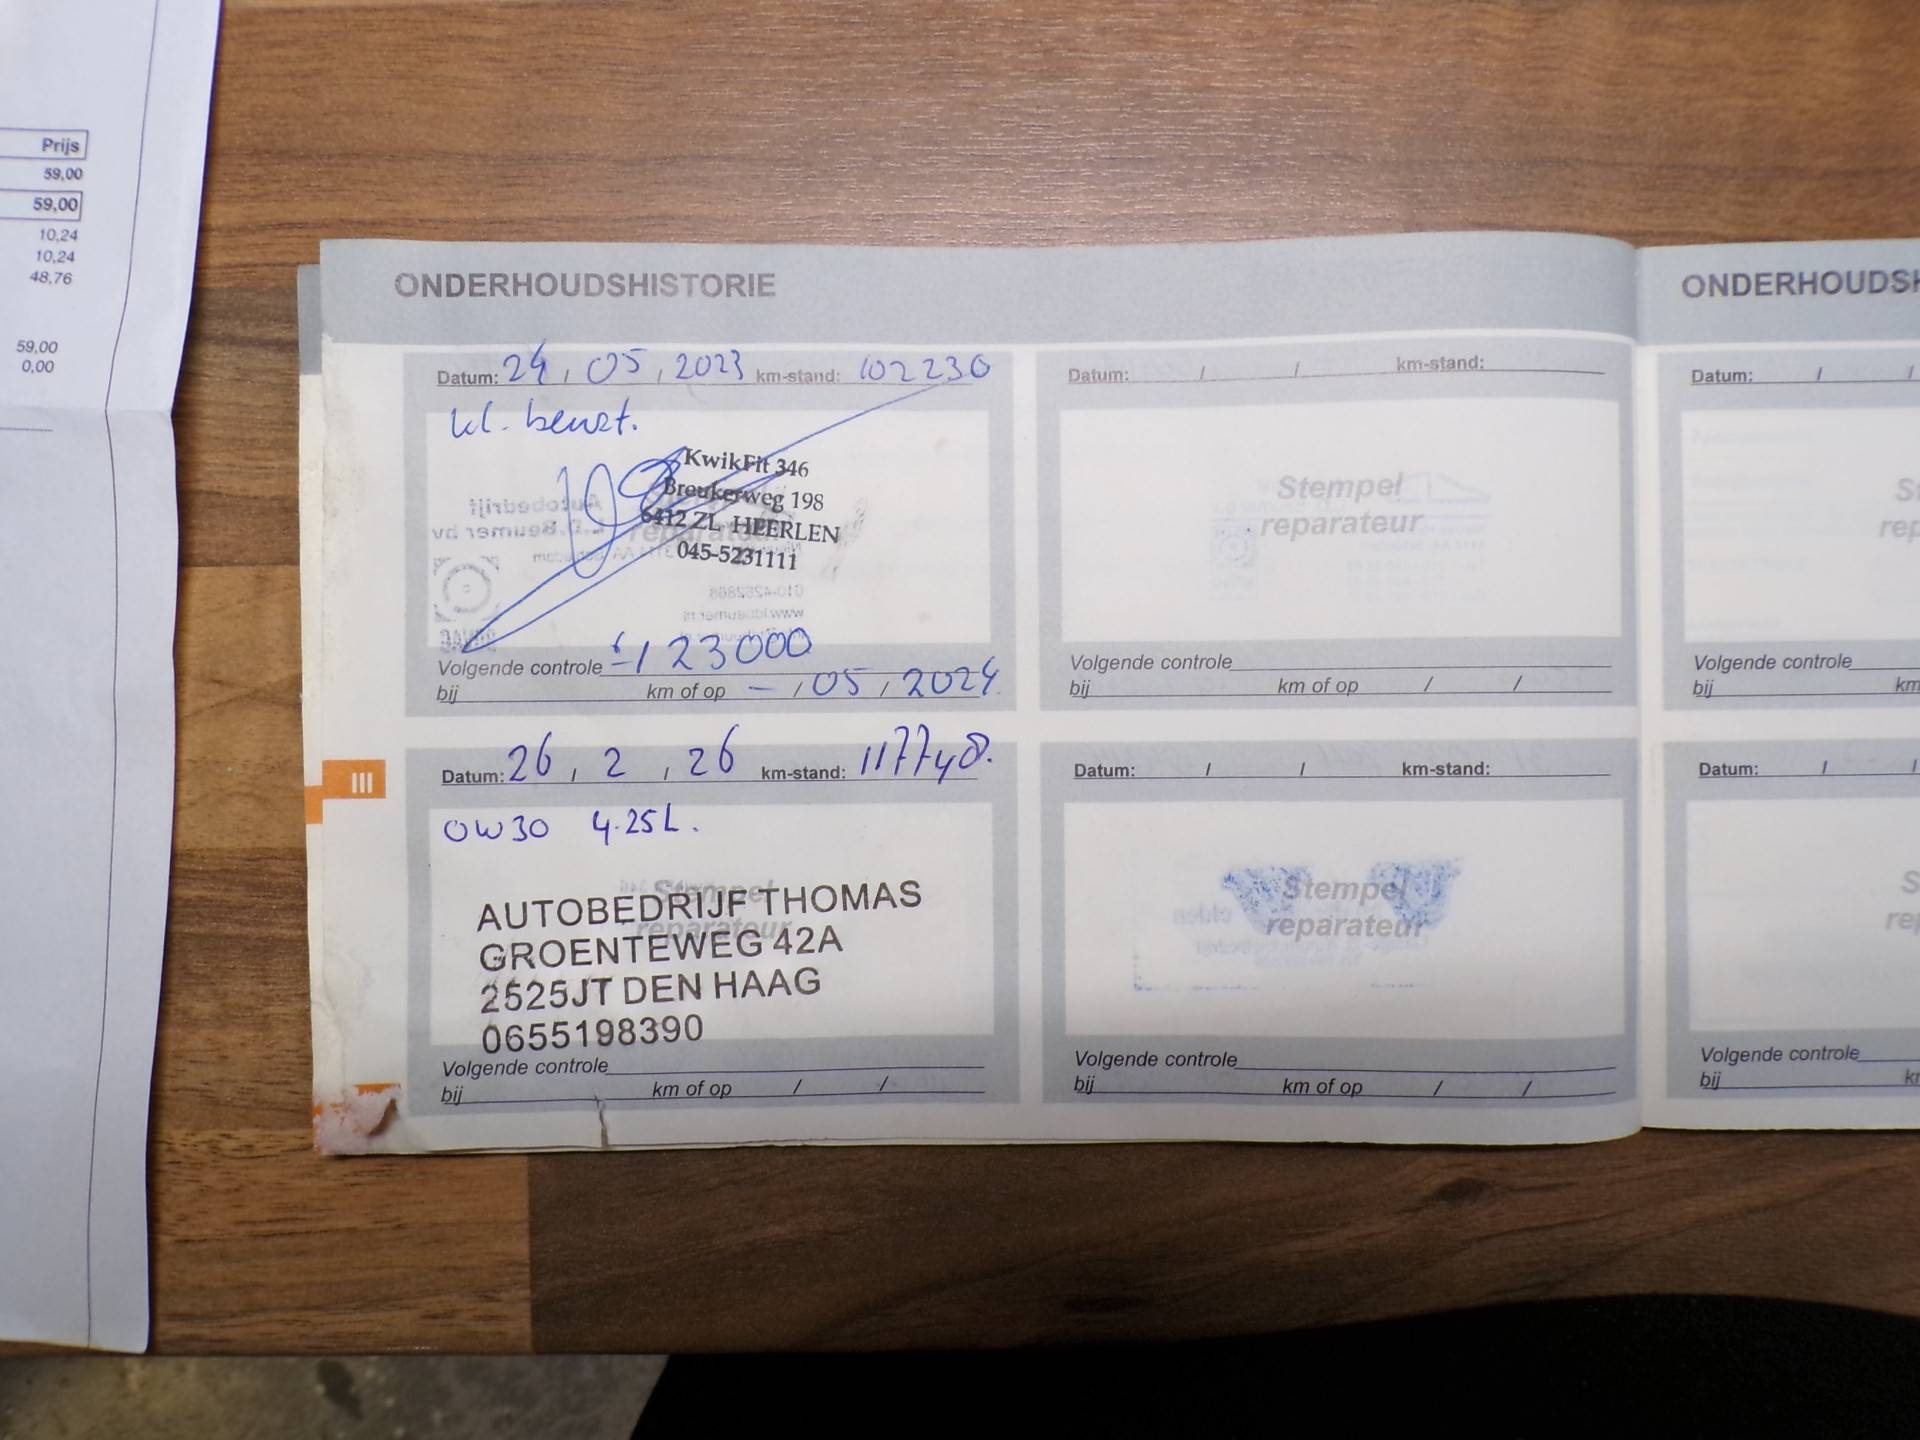 Prijs
59,00
59,00
10,24
10,24
48,76
59,00
0,00
ONDERHOUDSHISTORIE
Datum: 24 / 05 / 2023 km-stand: 102230
kl. beurt.
KwikFit 346
Breukerweg 198
6412 ZL HEERLEN
045-5231111
Volgende controle ±123000
bij km of op - / 05 / 2024
Datum: 26 / 2 / 26 km-stand: 117748.
0W30 4.25L.
Stempel
reparateur
AUTOBEDRIJF THOMAS
GROENTEWEG 42A
2525JT DEN HAAG
0655198390
Volgende controle
bij km of op / /
III
Datum: / / km-stand:
Stempel
reparateur
Volgende controle
bij km of op / /
Datum: / / km-stand:
Stempel
reparateur
Volgende controle
bij km of op / /
ONDERHOUDSH
Datum: / /
Volgende controle
bij km
Datum: / /
Volgende controle
bij